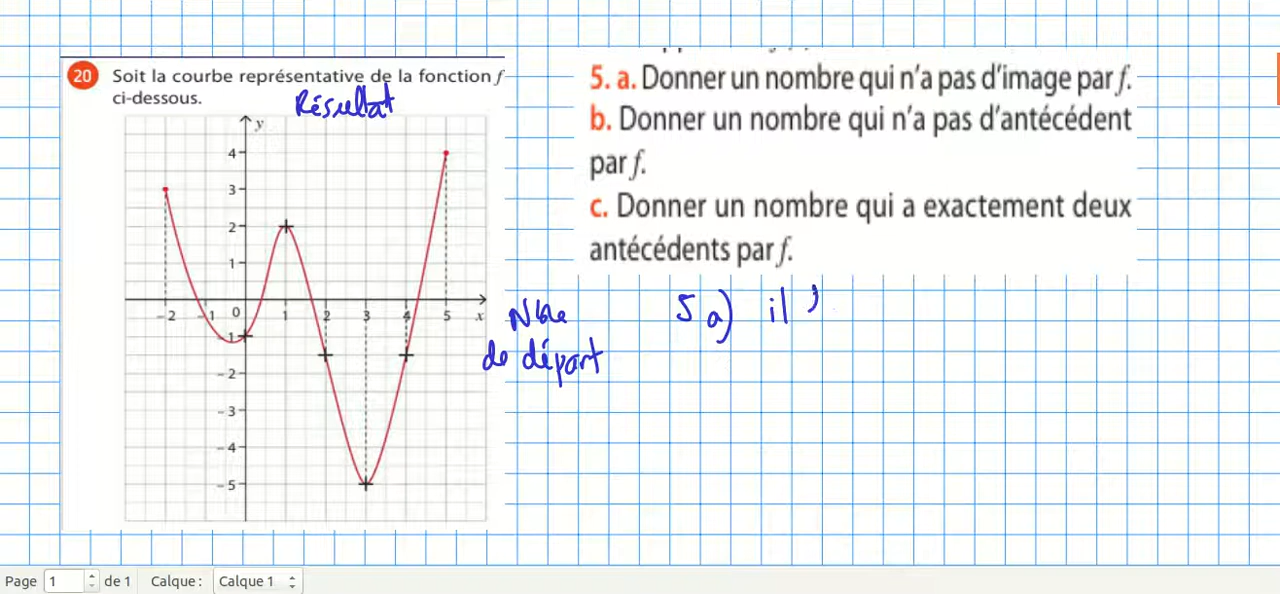 20 Soit la courbe représentative de la fonction f
ci-dessous.
Résultat
y
4
3
2
1
-2 -1 0 1 2 3 4 5 x
-1
-2
-3
-4
-5
Nbre
de départ
5. a. Donner un nombre qui n'a pas d'image par f.
b. Donner un nombre qui n'a pas d'antécédent
par f.
c. Donner un nombre qui a exactement deux
antécédents par f.
5 a) il
Page 1 de 1 Calque : Calque 1